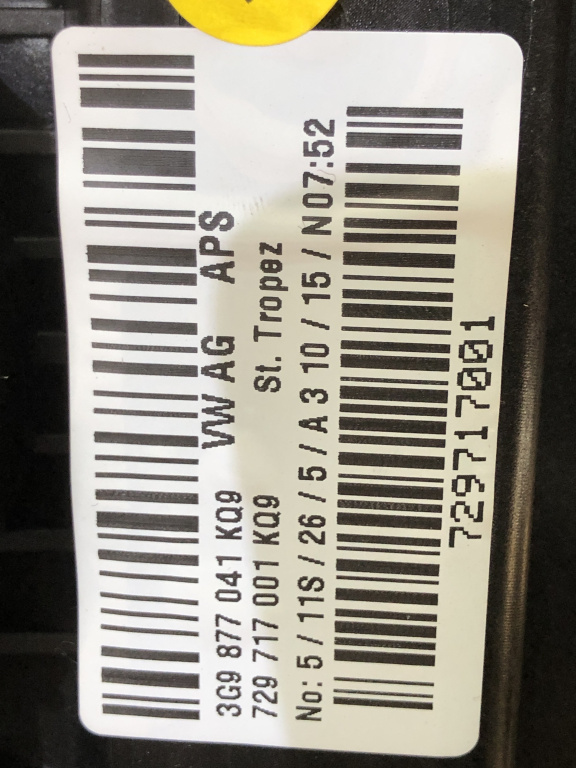 3G9 877 041 KQ9 VW AG APS
729 717 001 KQ9 St. Tropez
No: 5 / 11S / 26 / 5 / A 3 10 / 15 / N07:52
729717001